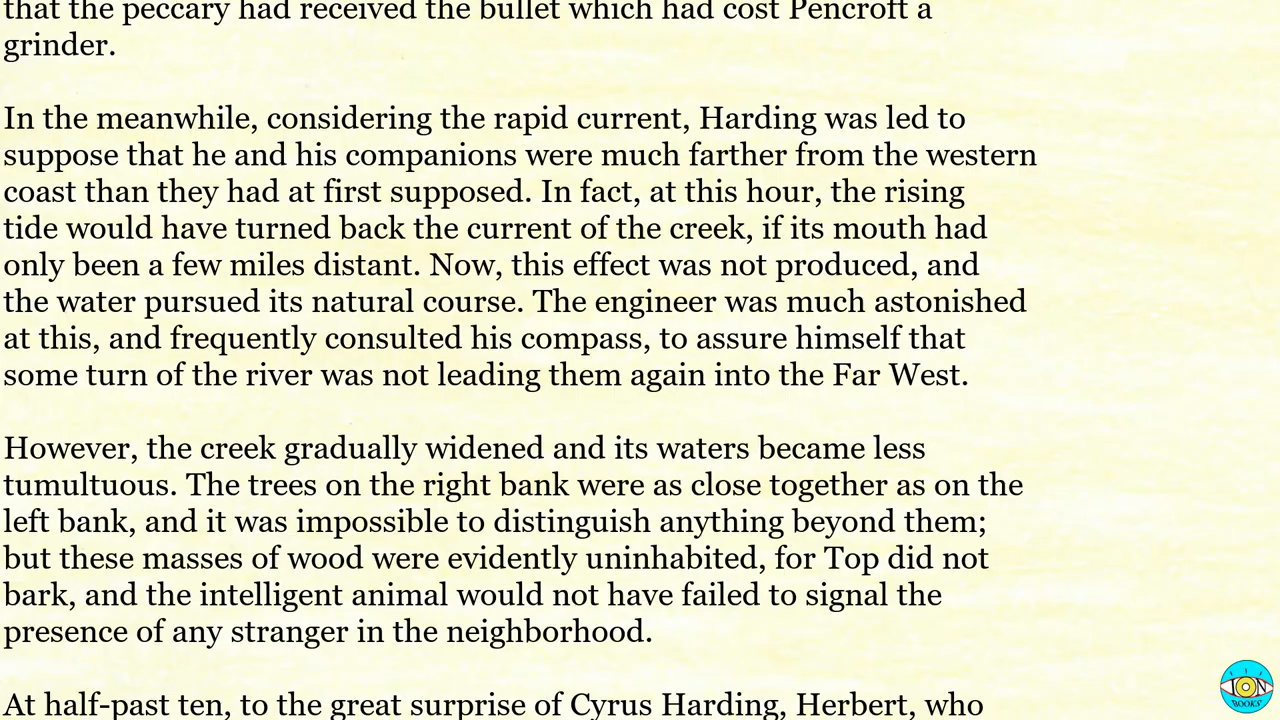 that the peccary had received the bullet which had cost Pencroft a
grinder.
In the meanwhile, considering the rapid current, Harding was led to
suppose that he and his companions were much farther from the western
coast than they had at first supposed. In fact, at this hour, the rising
tide would have turned back the current of the creek, if its mouth had
only been a few miles distant. Now, this effect was not produced, and
the water pursued its natural course. The engineer was much astonished
at this, and frequently consulted his compass, to assure himself that
some turn of the river was not leading them again into the Far West.
However, the creek gradually widened and its waters became less
tumultuous. The trees on the right bank were as close together as on the
left bank, and it was impossible to distinguish anything beyond them;
but these masses of wood were evidently uninhabited, for Top did not
bark, and the intelligent animal would not have failed to signal the
presence of any stranger in the neighborhood.
At half-past ten, to the great surprise of Cyrus Harding, Herbert, who
ION
BOOKS